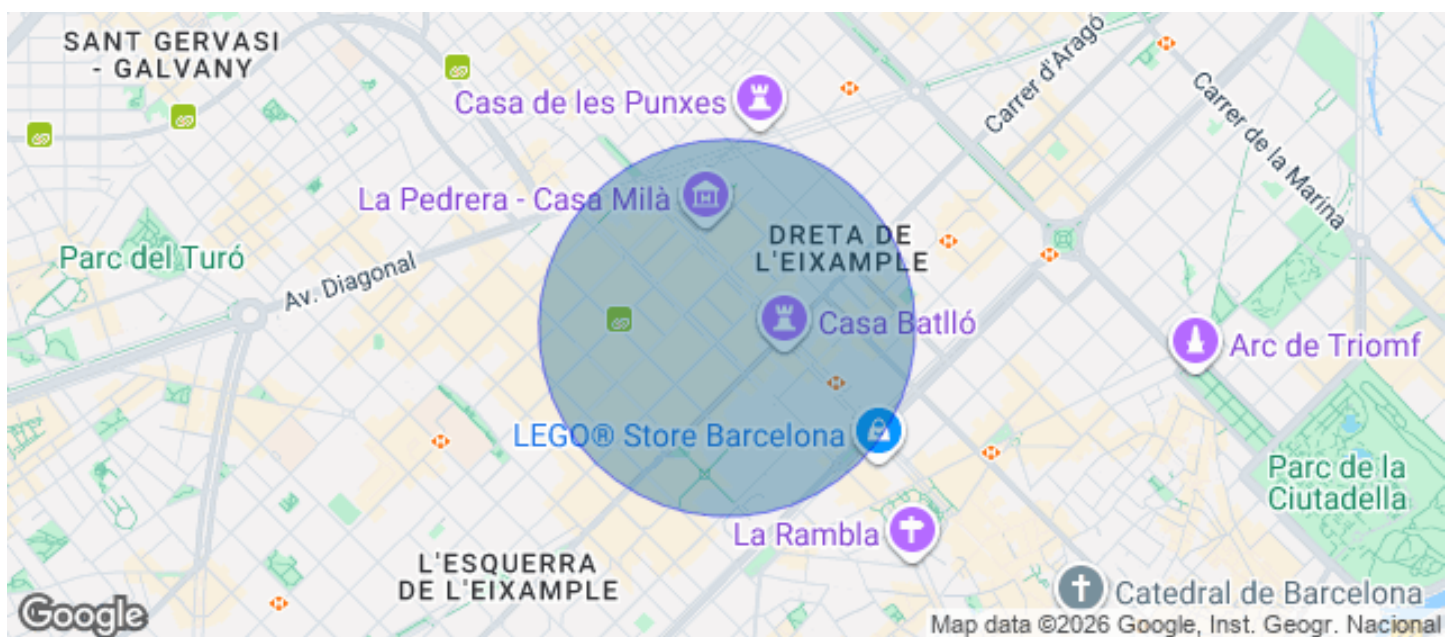 SANT GERVASI
- GALVANY
Casa de les Punxes
Carrer d'Aragó
Carrer de la Marina
La Pedrera - Casa Milà
DRETA DE
L'EIXAMPLE
Parc del Turó
Av. Diagonal
Casa Batlló
Arc de Triomf
LEGO® Store Barcelona
Parc de la
Ciutadella
La Rambla
L'ESQUERRA
DE L'EIXAMPLE
Catedral de Barcelona
Google
Map data ©2026 Google, Inst. Geogr. Nacional